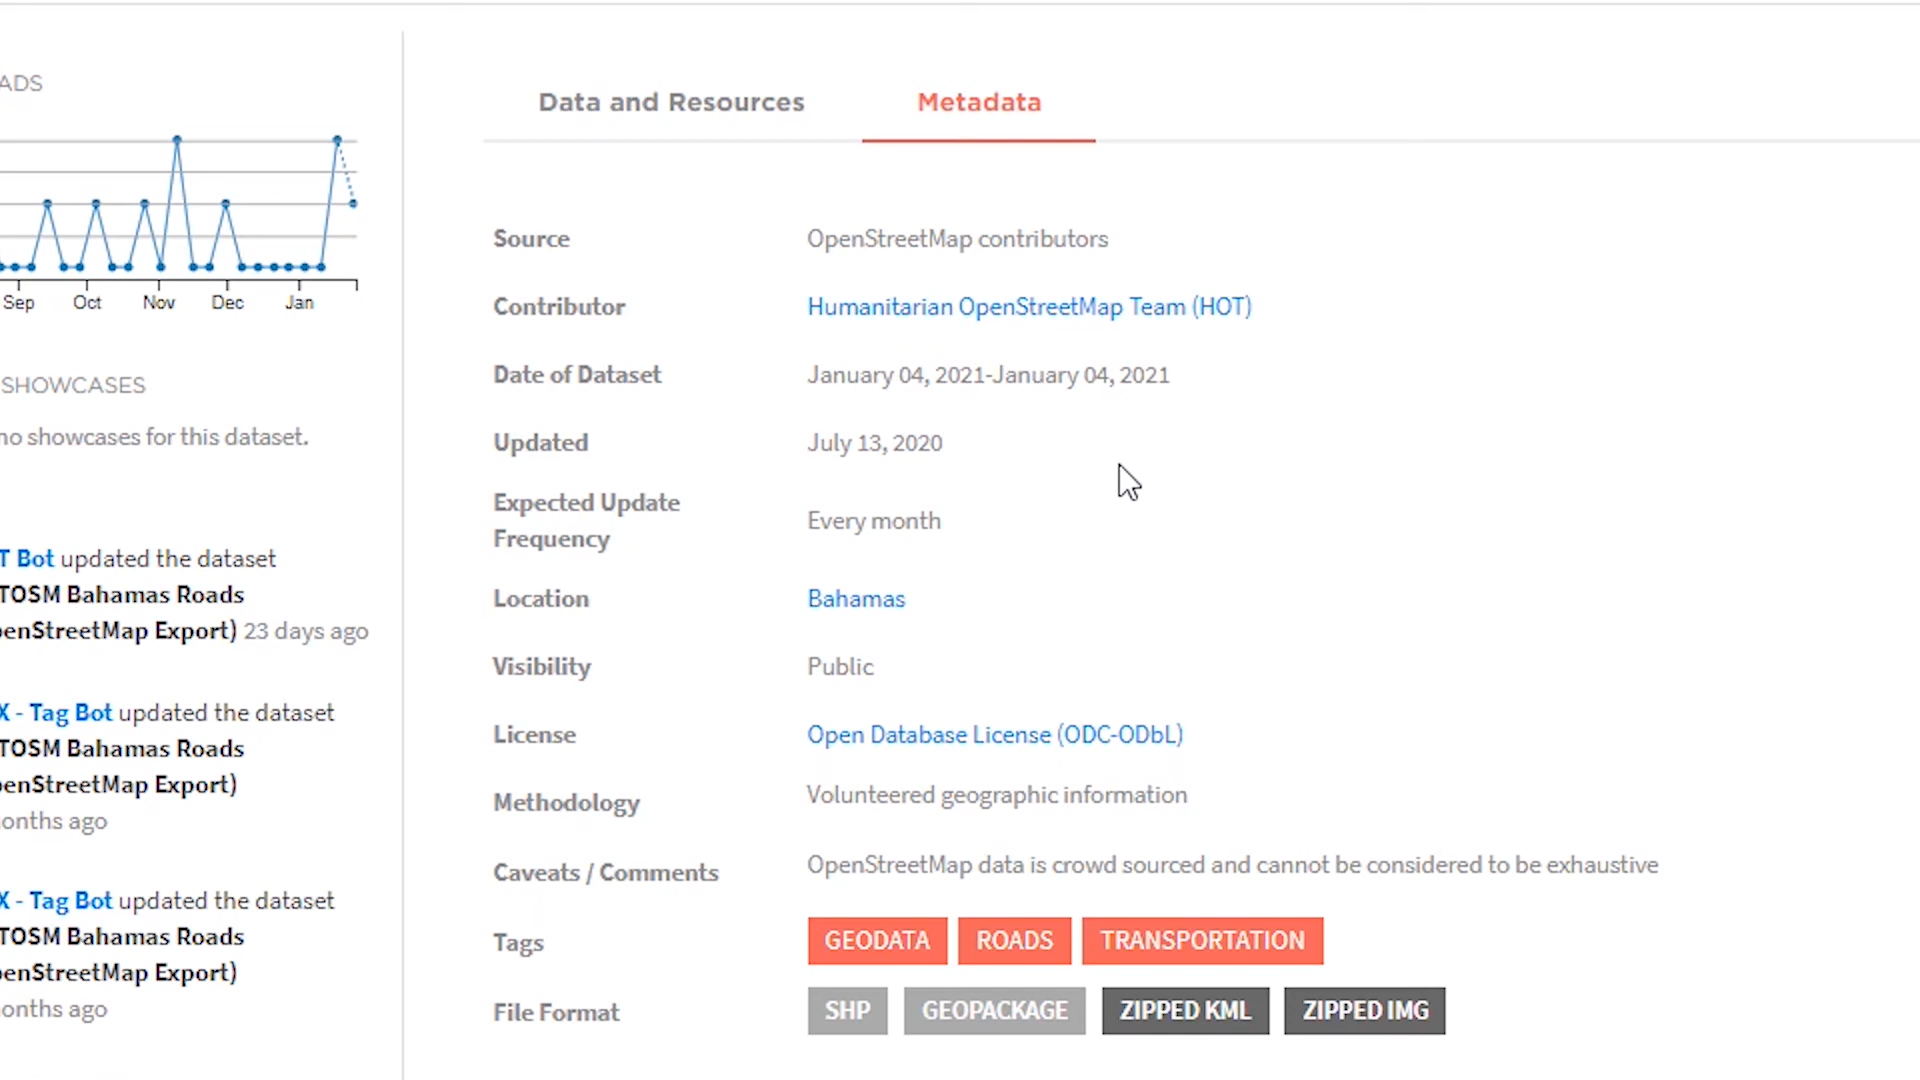 ADS
Sep Oct Nov Dec Jan
SHOWCASES
no showcases for this dataset.
T Bot updated the dataset
TOSM Bahamas Roads
penStreetMap Export) 23 days ago
X - Tag Bot updated the dataset
TOSM Bahamas Roads
penStreetMap Export)
onths ago
X - Tag Bot updated the dataset
TOSM Bahamas Roads
penStreetMap Export)
onths ago
Data and Resources Metadata
Source OpenStreetMap contributors
Contributor Humanitarian OpenStreetMap Team (HOT)
Date of Dataset January 04, 2021-January 04, 2021
Updated July 13, 2020
Expected Update
Frequency Every month
Location Bahamas
Visibility Public
License Open Database License (ODC-ODbL)
Methodology Volunteered geographic information
Caveats / Comments OpenStreetMap data is crowd sourced and cannot be considered to be exhaustive
Tags GEODATA ROADS TRANSPORTATION
File Format SHP GEOPACKAGE ZIPPED KML ZIPPED IMG